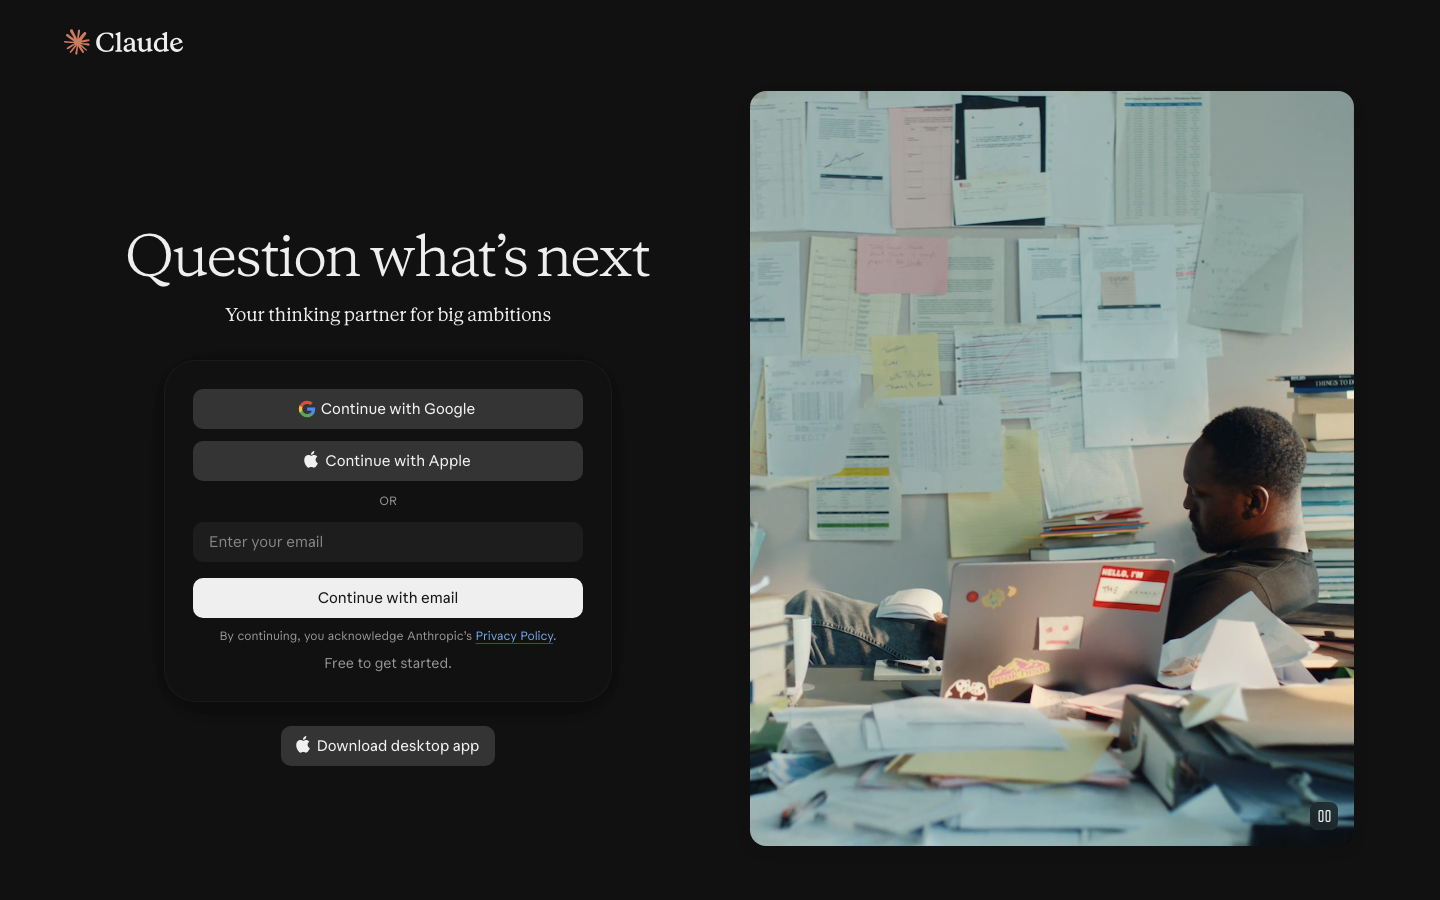 Claude
Question what’s next
Your thinking partner for big ambitions
Continue with Google
Continue with Apple
OR
Enter your email
Continue with email
By continuing, you acknowledge Anthropic’s Privacy Policy.
Free to get started.
Download desktop app
THINGS TO D
HELLO, I'M